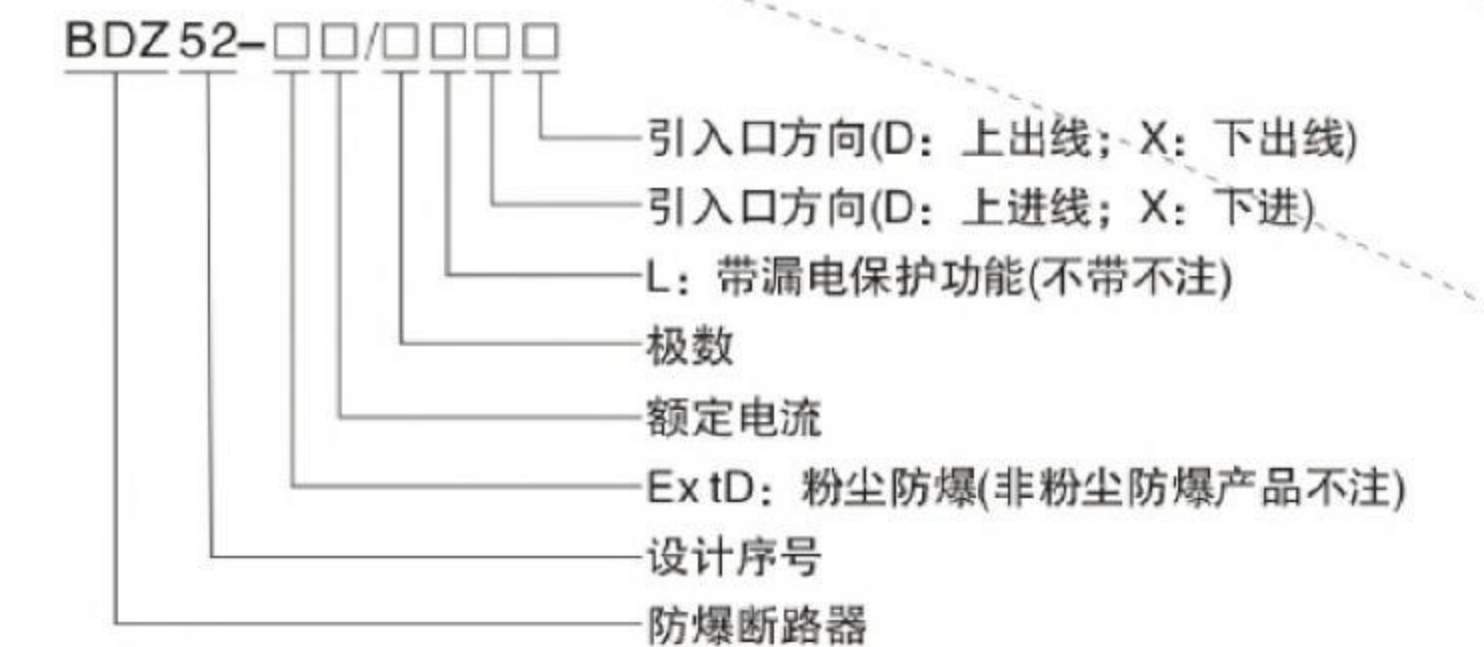 BDZ52-□□/□□□□
引入口方向(D：上出线；X：下出线)
引入口方向(D：上进线；X：下进)
L：带漏电保护功能(不带不注)
极数
额定电流
Ex tD：粉尘防爆(非粉尘防爆产品不注)
设计序号
防爆断路器